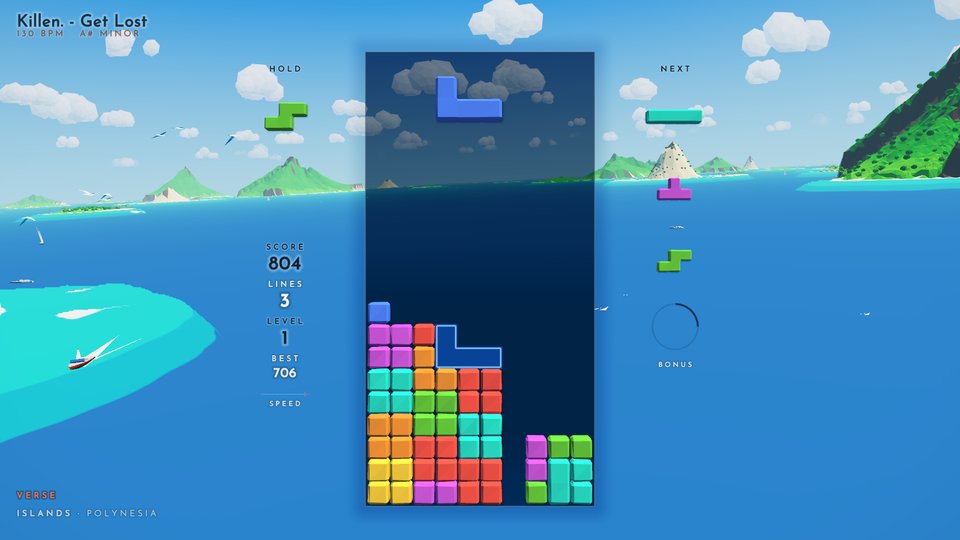 Killen. - Get Lost
130 BPM A# MINOR
HOLD
NEXT
SCORE
804
LINES
3
LEVEL
1
BEST
706
SPEED
BONUS
VERSE
ISLANDS · POLYNESIA